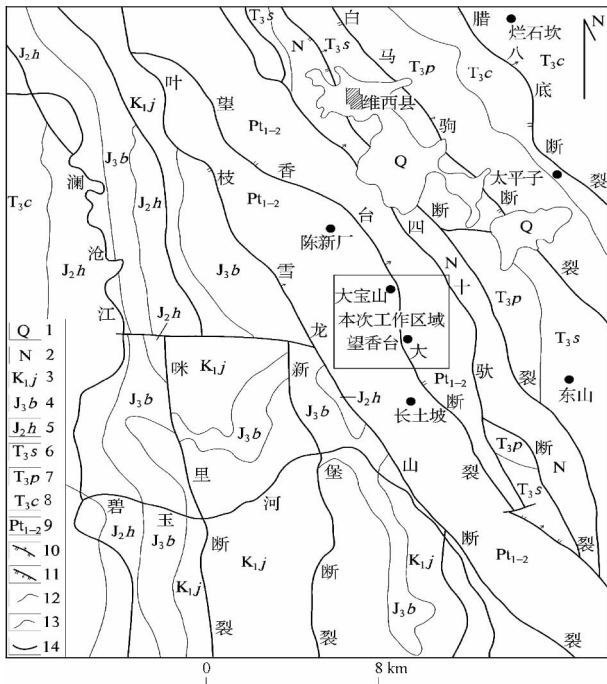 白
腊
T₃s
N
T₃s
马
T₃p
烂石坎
八
T₃c
T₃c
N
J₂h
叶
K₁j
望
Pt₁₋₂
维西县
驹
底
断
裂
J₃b
澜
枝
香
Q
太平子
T₃c
J₂h
Pt₁₋₂
台
断
断
沧
陈新厂
四
Q
J₂h
J₃b
雪
大宝山
N
十
T₃p
裂
江
J₂h
龙
本次工作区域
望香台
大
T₃s
咪
K₁j
新
Pt₁₋₂
驮
裂
东山
J₃b
J₃b
J₂h
断
长土坡
J₃b
T₃p
断
N
里
堡
山
裂
T₃s
碧
玉
河
J₂h
J₃b
断
K₁j
断
K₁j
断
Pt₁₋₂
K₁j
J₃b
裂
裂
裂
Q 1
N 2
K₁j 3
J₃b 4
J₂h 5
T₃s 6
T₃p 7
T₃c 8
Pt₁₋₂ 9
10
11
12
13
14
0 8 km